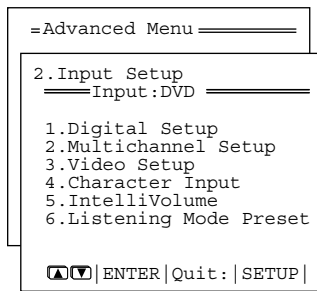 Advanced Menu
2.Input Setup
Input:DVD
1.Digital Setup
2.Multichannel Setup
3.Video Setup
4.Character Input
5.IntelliVolume
6.Listening Mode Preset
▲▼|ENTER|Quit:|SETUP|